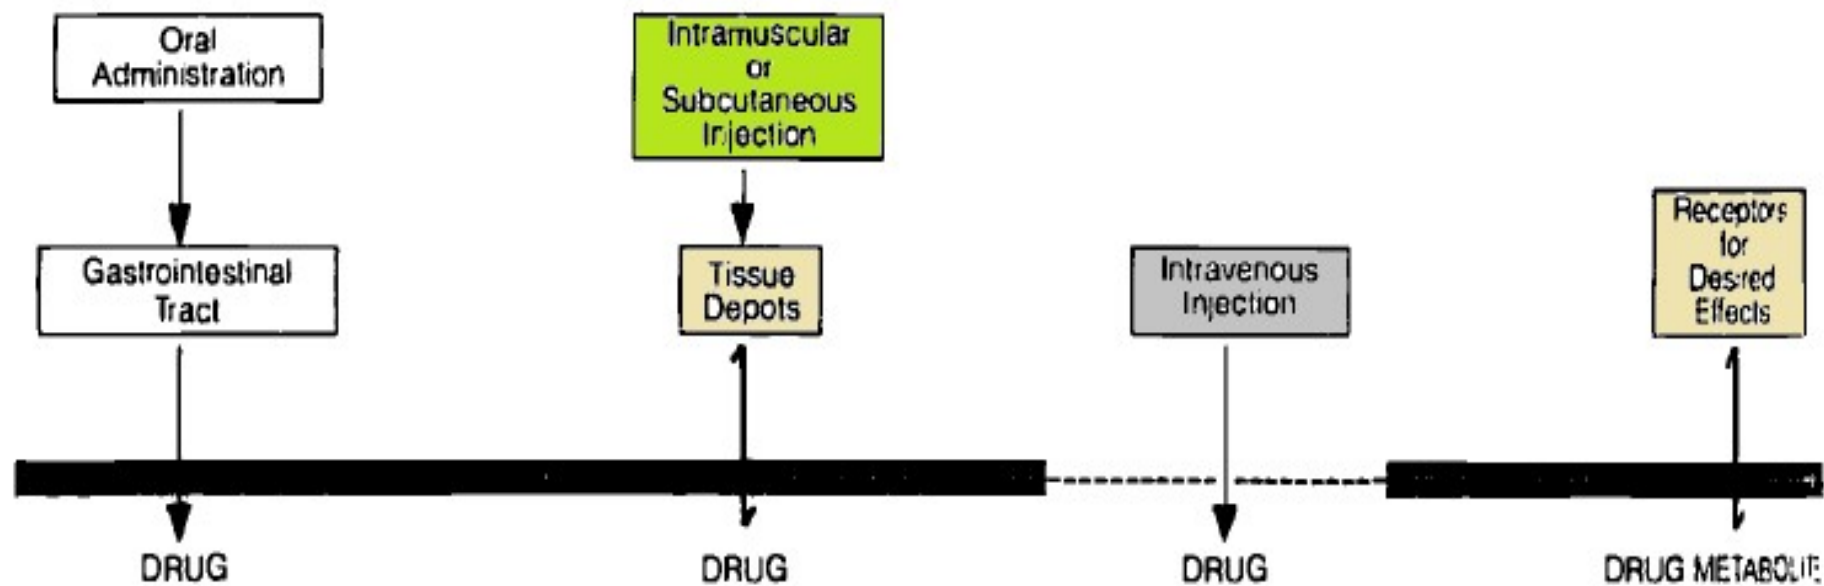 Oral
Administration
Intramuscular
or
Subcutaneous
Injection
Gastrointestinal
Tract
Tissue
Depots
Intravenous
Injection
Receptors
for
Desired
Effects
DRUG
DRUG
DRUG
DRUG METABOLITE